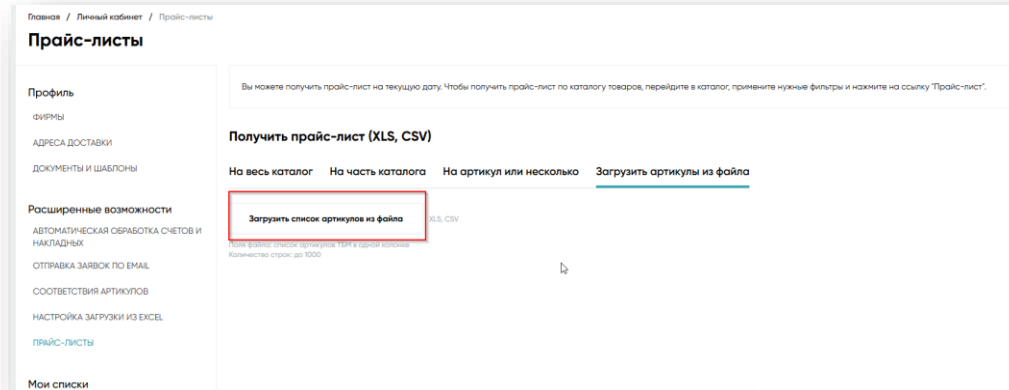 Главная / Личный кабинет / Прайс-листы
Прайс-листы
Вы можете получить прайс-лист на текущую дату. Чтобы получить прайс-лист по каталогу товаров, перейдите в каталог, примените нужные фильтры и нажмите на ссылку "Прайс-лист".
Профиль
ФИРМЫ
АДРЕСА ДОСТАВКИ
ДОКУМЕНТЫ И ШАБЛОНЫ
Получить прайс-лист (XLS, CSV)
На весь каталог На часть каталога На артикул или несколько Загрузить артикулы из файла
Загрузить список артикулов из файла XLS, CSV
Поля файла: список артикулов ТБМ в одной колонке
Количество строк: до 1000
Расширенные возможности
АВТОМАТИЧЕСКАЯ ОБРАБОТКА СЧЕТОВ И
НАКЛАДНЫХ
ОТПРАВКА ЗАЯВОК ПО EMAIL
СООТВЕТСТВИЯ АРТИКУЛОВ
НАСТРОЙКА ЗАГРУЗКИ ИЗ EXCEL
ПРАЙС-ЛИСТЫ
Мои списки